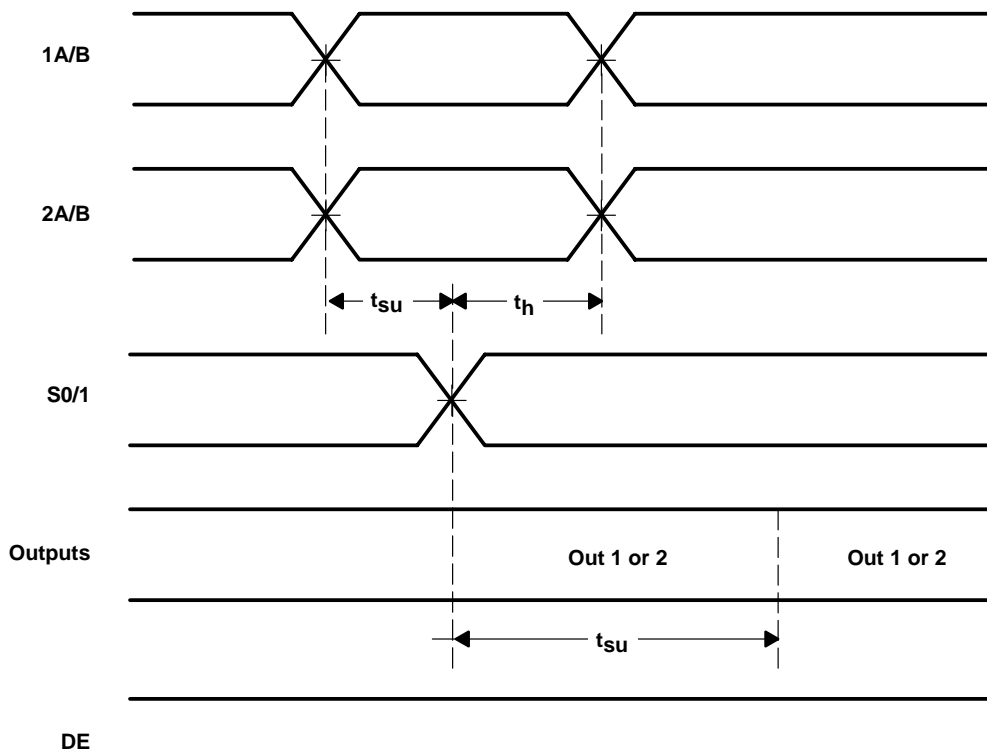 1A/B
2A/B
tsu
th
S0/1
Outputs
Out 1 or 2
Out 1 or 2
tsu
DE